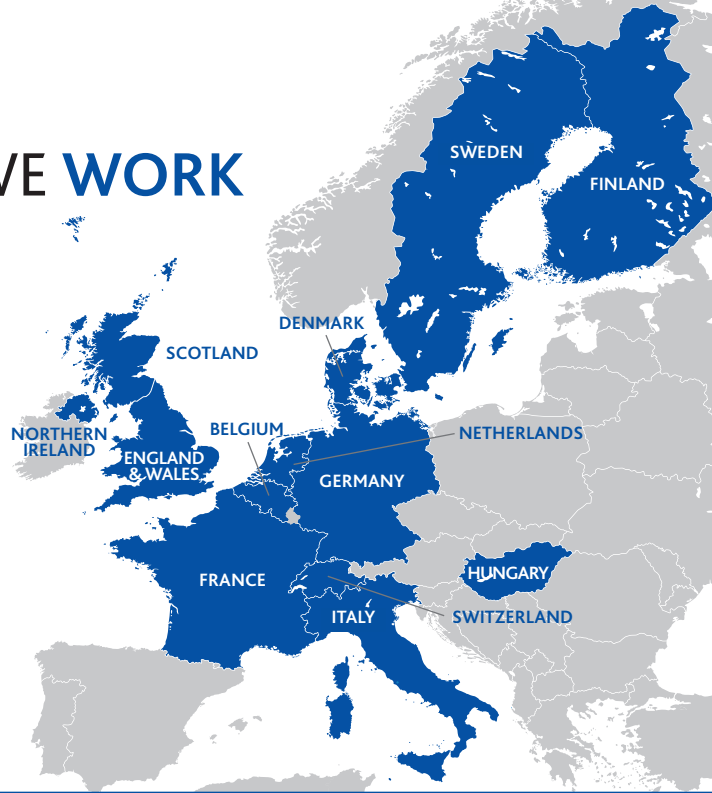 VE WORK
SWEDEN
FINLAND
DENMARK
SCOTLAND
BELGIUM
NETHERLANDS
NORTHERN
IRELAND
ENGLAND
& WALES
GERMANY
HUNGARY
FRANCE
ITALY
SWITZERLAND